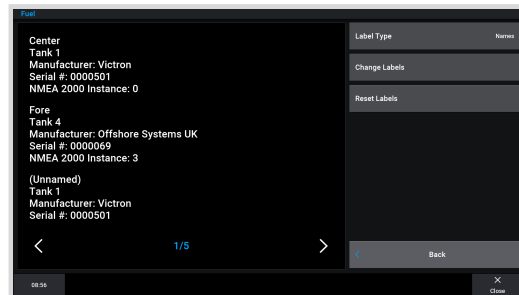 Fuel
Center
Tank 1
Manufacturer: Victron
Serial #: 0000501
NMEA 2000 Instance: 0
Fore
Tank 4
Manufacturer: Offshore Systems UK
Serial #: 0000069
NMEA 2000 Instance: 3
(Unnamed)
Tank 1
Manufacturer: Victron
Serial #: 0000501
1/5
Label Type Names
Change Labels
Reset Labels
Back
08:56
Close